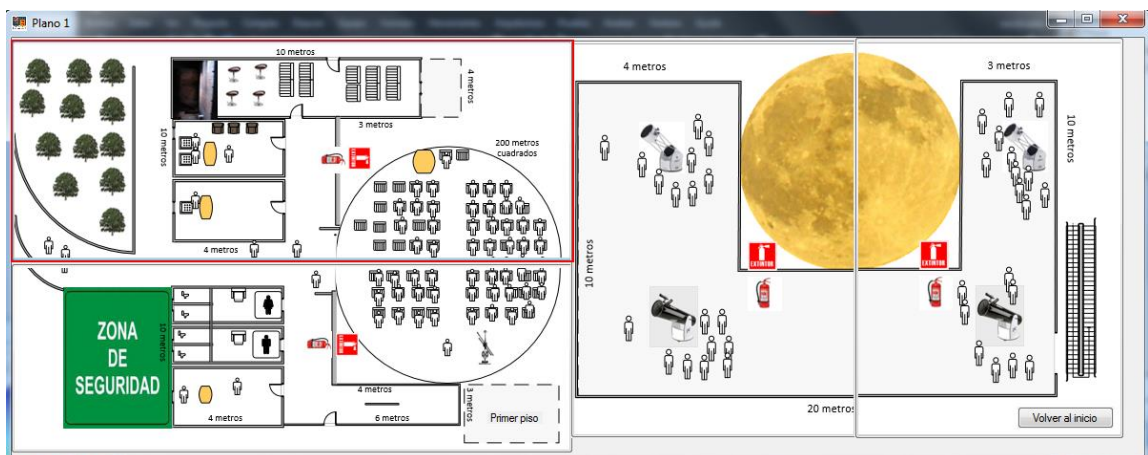 Plano 1
10 metros
4 metros
3 metros
10 metros
200 metros
cuadrados
4 metros
ZONA
DE
SEGURIDAD
10 metros
4 metros
4 metros
6 metros
3 metros
Primer piso
4 metros
3 metros
10 metros
10 metros
EXTINTOR
20 metros
Volver al inicio